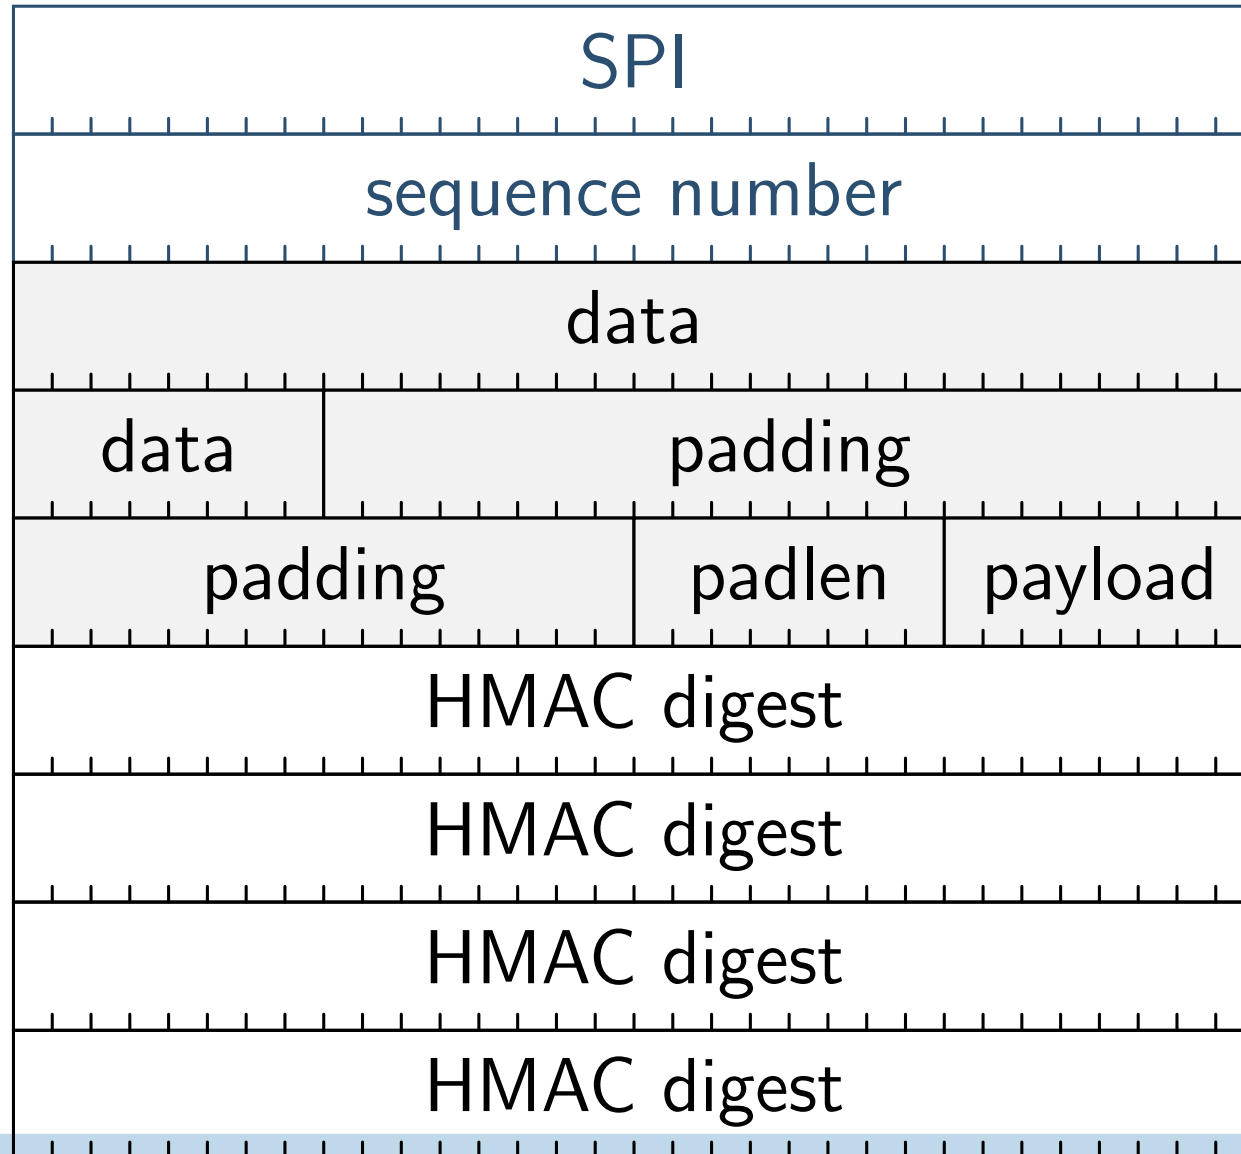 SPI
sequence number
data
data padding
padding padlen payload
HMAC digest
HMAC digest
HMAC digest
HMAC digest